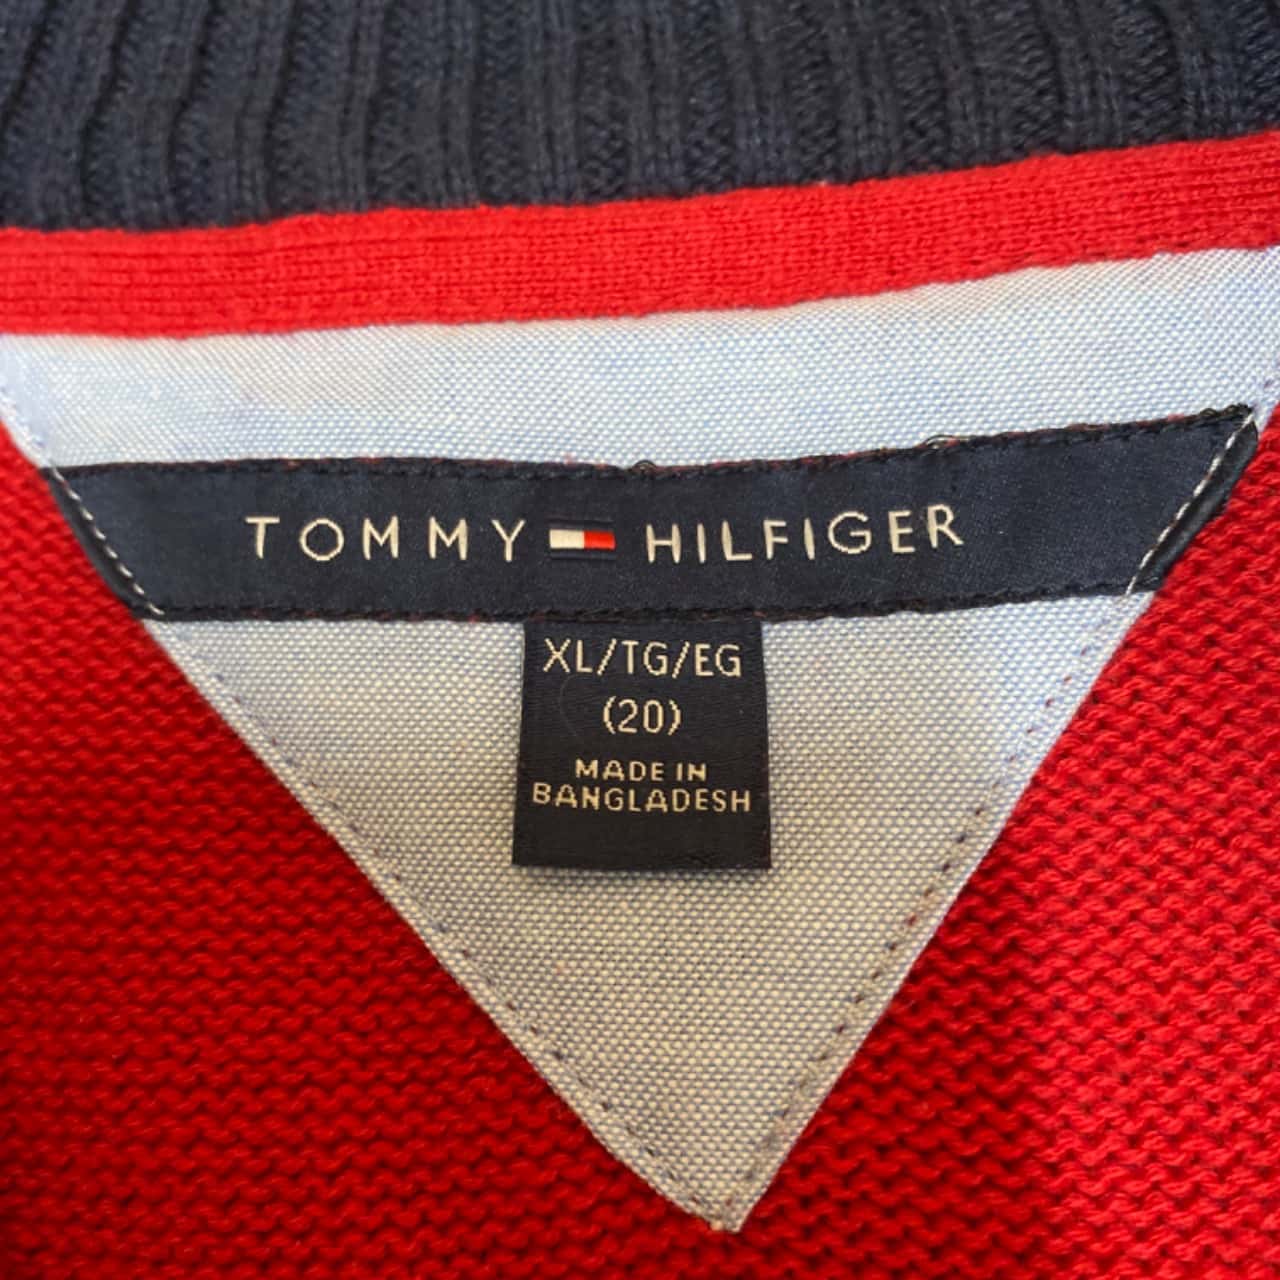 TOMMY HILFIGER
XL/TG/EG
(20)
MADE IN
BANGLADESH